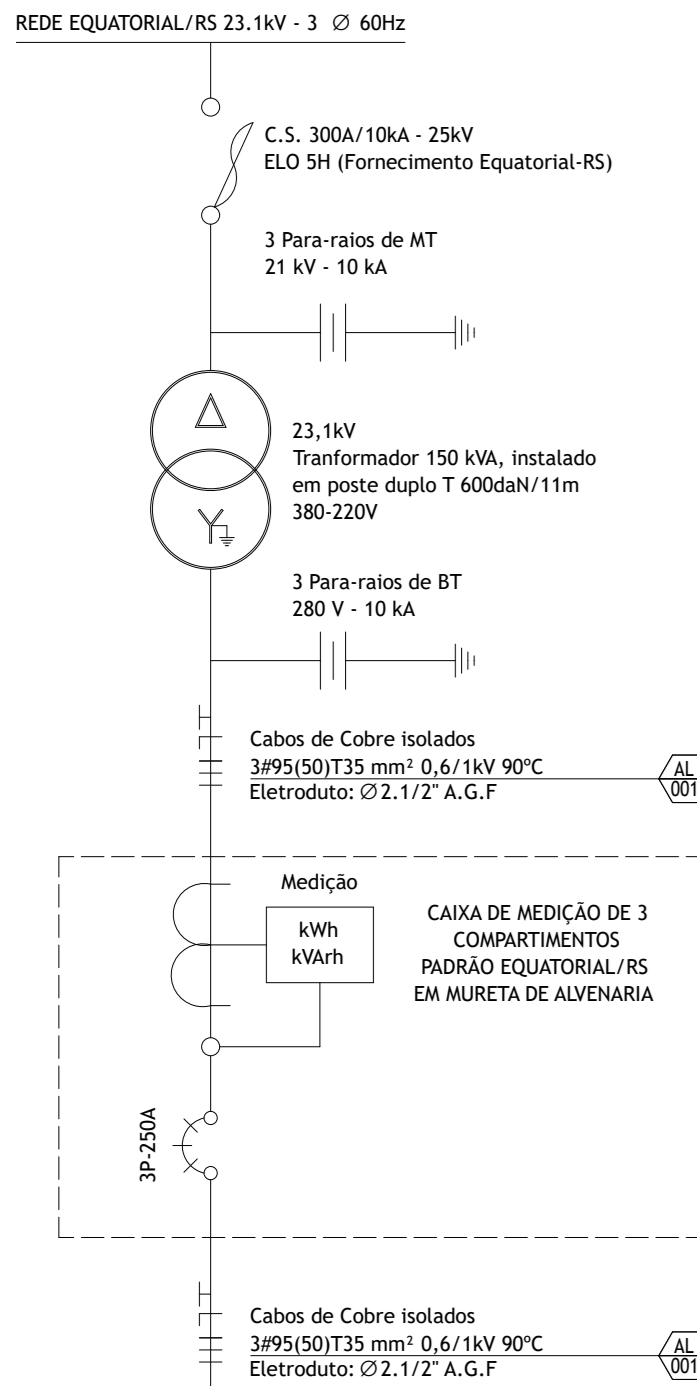 REDE EQUATORIAL/RS 23.1kV - 3 ∅ 60Hz
C.S. 300A/10kA - 25kV
ELO 5H (Fornecimento Equatorial-RS)
3 Para-raios de MT
21 kV - 10 kA
23,1kV
Tranformador 150 kVA, instalado
em poste duplo T 600daN/11m
380-220V
3 Para-raios de BT
280 V - 10 kA
Cabos de Cobre isolados
3#95(50)T35 mm² 0,6/1kV 90ºC
Eletroduto: ∅2.1/2" A.G.F
AL
001
Medição
kWh
kVArh
CAIXA DE MEDIÇÃO DE 3
COMPARTIMENTOS
PADRÃO EQUATORIAL/RS
EM MURETA DE ALVENARIA
3P-250A
Cabos de Cobre isolados
3#95(50)T35 mm² 0,6/1kV 90ºC
Eletroduto: ∅2.1/2" A.G.F
AL
001